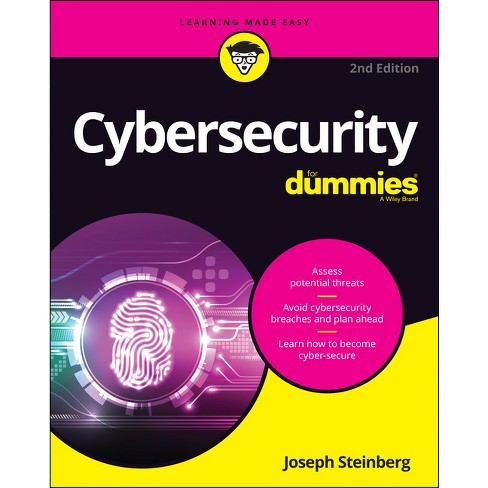 LEARNING MADE EASY
2nd Edition
Cybersecurity
for
dummies®
A Wiley Brand
Assess
potential threats
Avoid cybersecurity
breaches and plan ahead
Learn how to become
cyber-secure
Joseph Steinberg